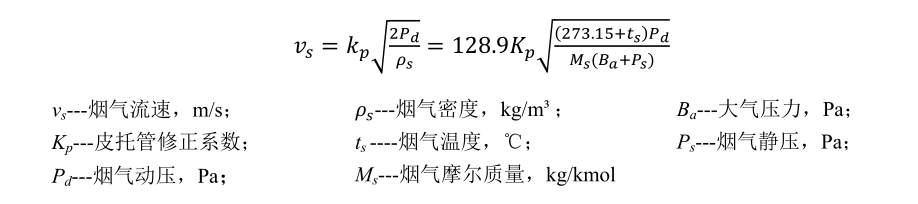 v_s = k_p√(2P_d/ρ_s) = 128.9K_p√((273.15+t_s)P_d/M_s(B_a+P_s))
v_s---烟气流速，m/s； ρ_s---烟气密度，kg/m³； B_a---大气压力，Pa；
K_p---皮托管修正系数； t_s----烟气温度，℃； P_s---烟气静压，Pa；
P_d---烟气动压，Pa； M_s---烟气摩尔质量，kg/kmol